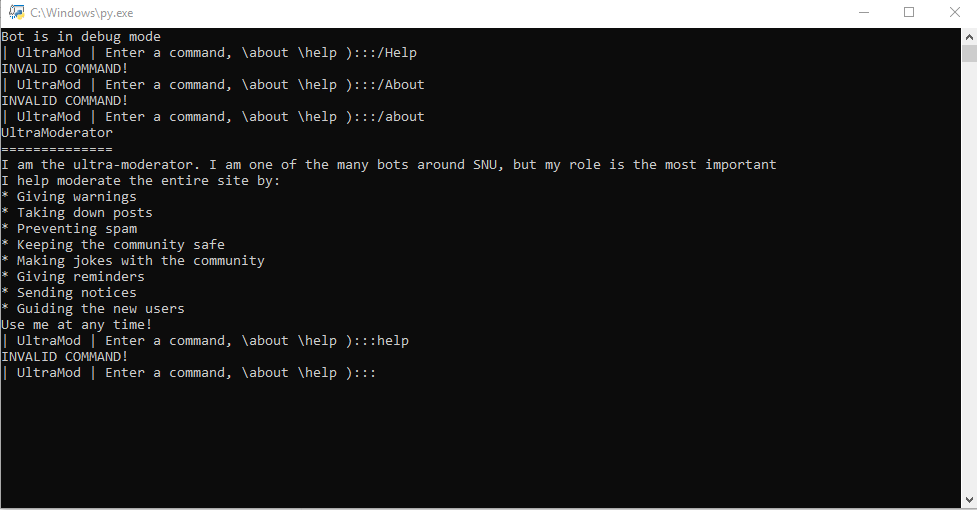 C:\Windows\py.exe
Bot is in debug mode
| UltraMod | Enter a command, \about \help ):::/Help
INVALID COMMAND!
| UltraMod | Enter a command, \about \help ):::/About
INVALID COMMAND!
| UltraMod | Enter a command, \about \help ):::/about
UltraModerator
==============
I am the ultra-moderator. I am one of the many bots around SNU, but my role is the most important
I help moderate the entire site by:
* Giving warnings
* Taking down posts
* Preventing spam
* Keeping the community safe
* Making jokes with the community
* Giving reminders
* Sending notices
* Guiding the new users
Use me at any time!
| UltraMod | Enter a command, \about \help ):::help
INVALID COMMAND!
| UltraMod | Enter a command, \about \help ):::